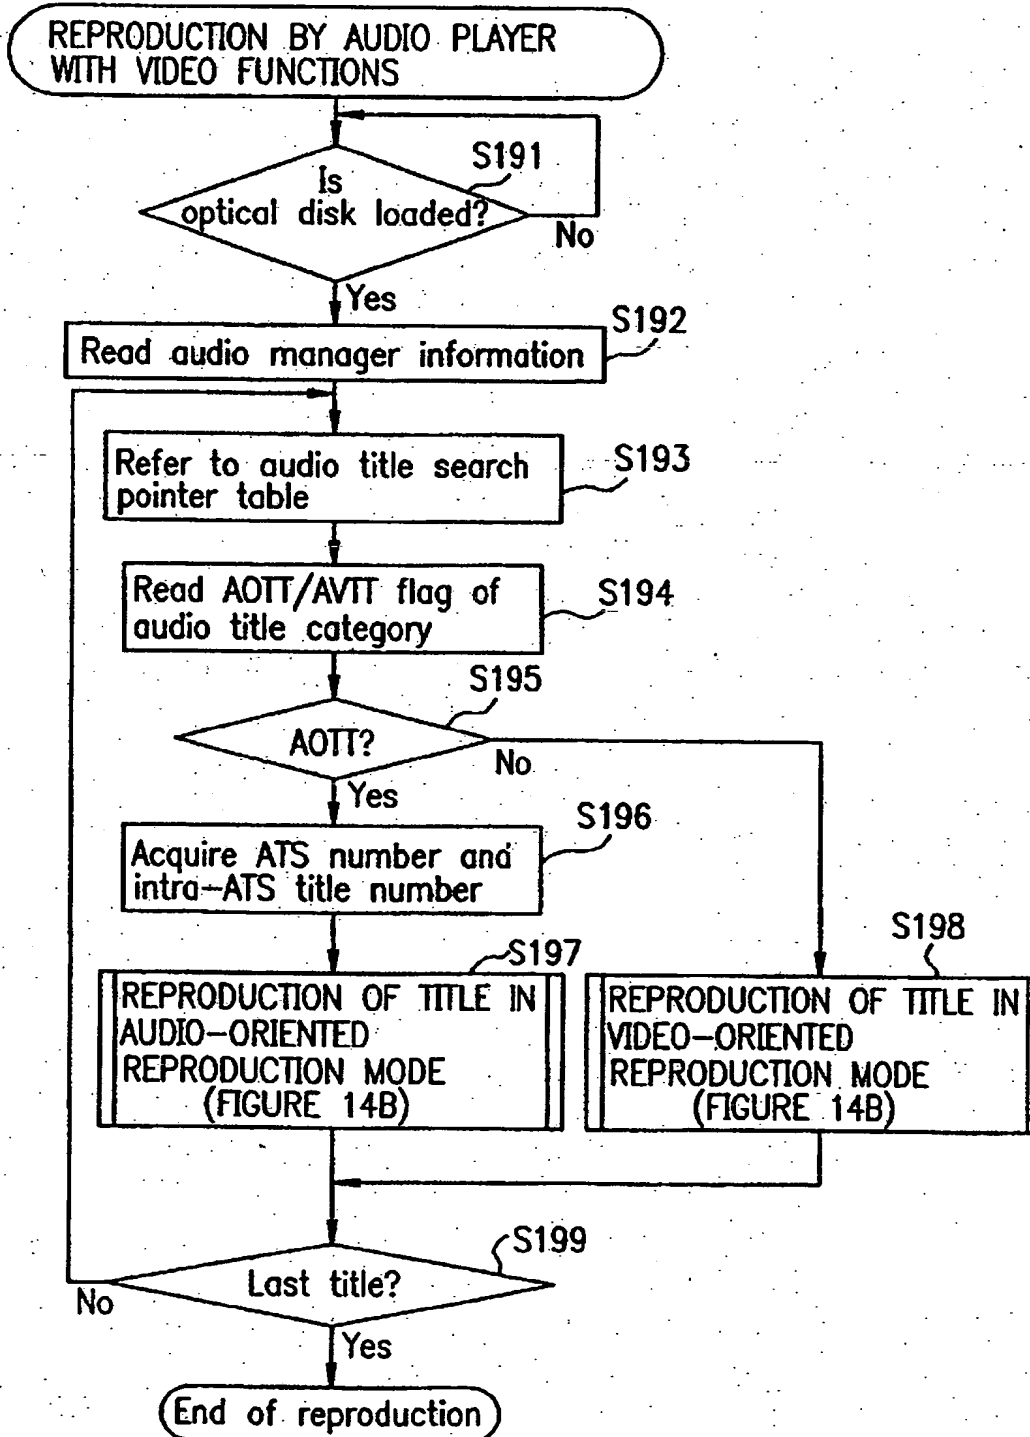 REPRODUCTION BY AUDIO PLAYER
WITH VIDEO FUNCTIONS
S191
Is
optical disk loaded?
No
Yes
S192
Read audio manager information
Refer to audio title search
pointer table
S193
Read AOTT/AVTT flag of
audio title category
S194
S195
AOTT?
No
Yes
S196
Acquire ATS number and
intra-ATS title number
S197
REPRODUCTION OF TITLE IN
AUDIO-ORIENTED
REPRODUCTION MODE
(FIGURE 14B)
S198
REPRODUCTION OF TITLE IN
VIDEO-ORIENTED
REPRODUCTION MODE
(FIGURE 14B)
S199
Last title?
No
Yes
End of reproduction